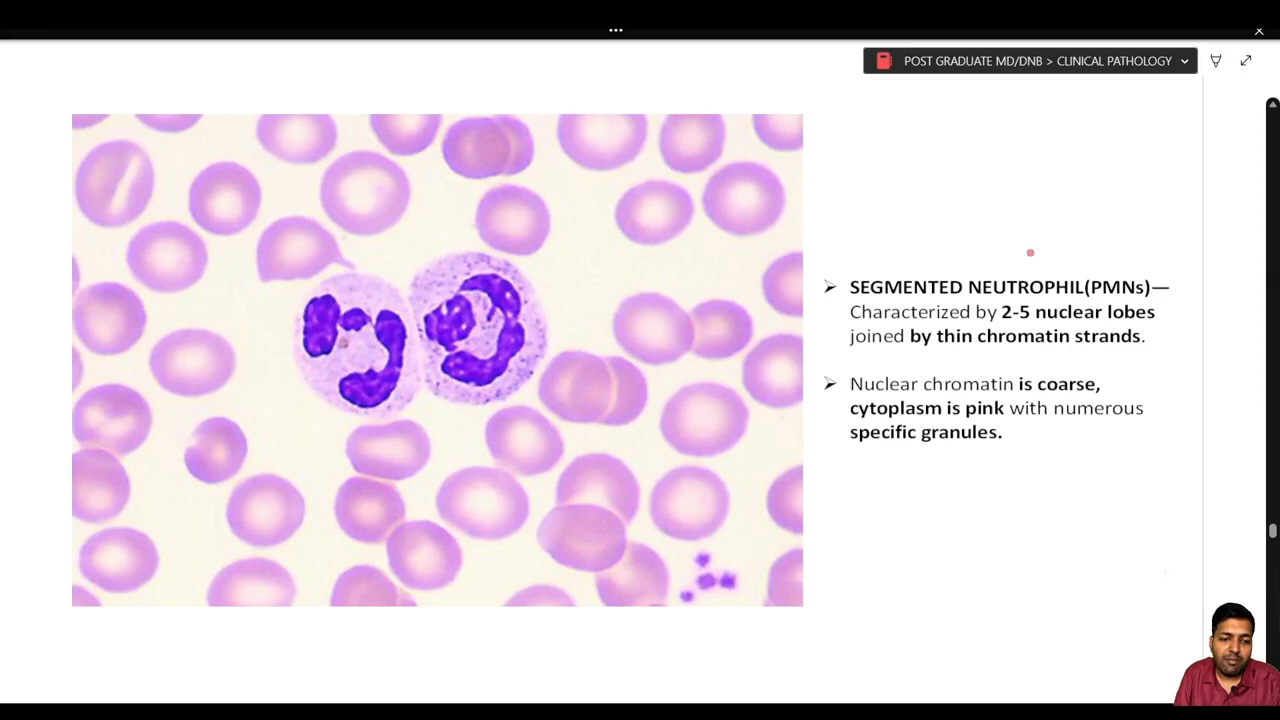 POST GRADUATE MD/DNB > CLINICAL PATHOLOGY
➢ SEGMENTED NEUTROPHIL(PMNs)—
Characterized by 2-5 nuclear lobes
joined by thin chromatin strands.
➢ Nuclear chromatin is coarse,
cytoplasm is pink with numerous
specific granules.